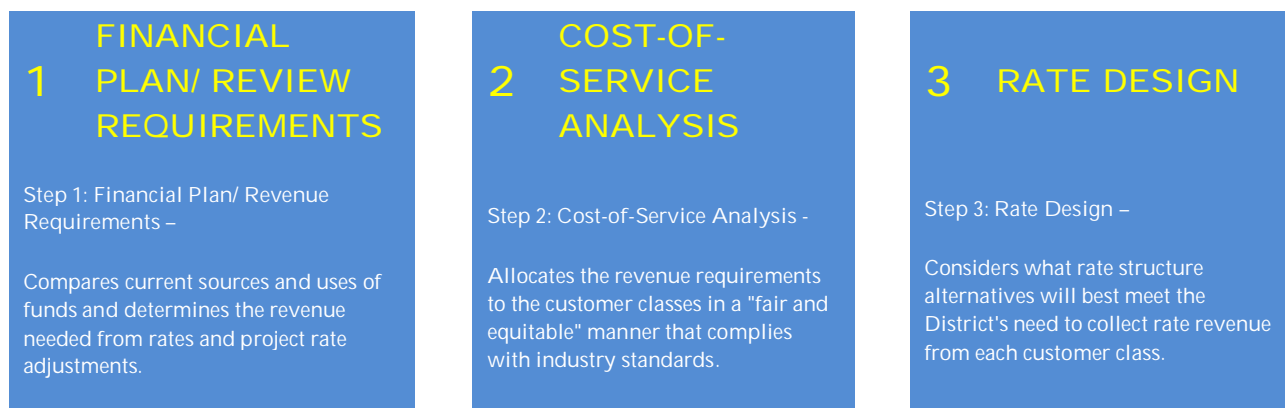 1
FINANCIAL
PLAN/ REVIEW
REQUIREMENTS
Step 1: Financial Plan/ Revenue
Requirements –
Compares current sources and uses of
funds and determines the revenue
needed from rates and project rate
adjustments.
2
COST-OF-
SERVICE
ANALYSIS
Step 2: Cost-of-Service Analysis -
Allocates the revenue requirements
to the customer classes in a "fair and
equitable" manner that complies
with industry standards.
3 RATE DESIGN
Step 3: Rate Design –
Considers what rate structure
alternatives will best meet the
District's need to collect rate revenue
from each customer class.